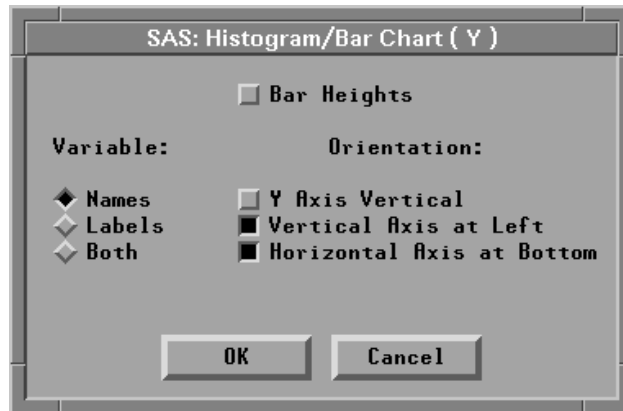 SAS: Histogram/Bar Chart ( Y )
Bar Heights
Variable: Orientation:
Names Y Axis Vertical
Labels Vertical Axis at Left
Both Horizontal Axis at Bottom
OK Cancel